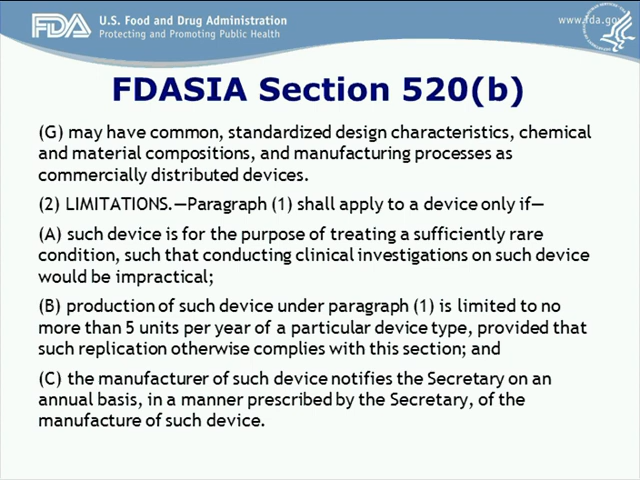 FDA U.S. Food and Drug Administration
Protecting and Promoting Public Health
www.fda.gov
FDASIA Section 520(b)
(G) may have common, standardized design characteristics, chemical
and material compositions, and manufacturing processes as
commercially distributed devices.
(2) LIMITATIONS.—Paragraph (1) shall apply to a device only if—
(A) such device is for the purpose of treating a sufficiently rare
condition, such that conducting clinical investigations on such device
would be impractical;
(B) production of such device under paragraph (1) is limited to no
more than 5 units per year of a particular device type, provided that
such replication otherwise complies with this section; and
(C) the manufacturer of such device notifies the Secretary on an
annual basis, in a manner prescribed by the Secretary, of the
manufacture of such device.